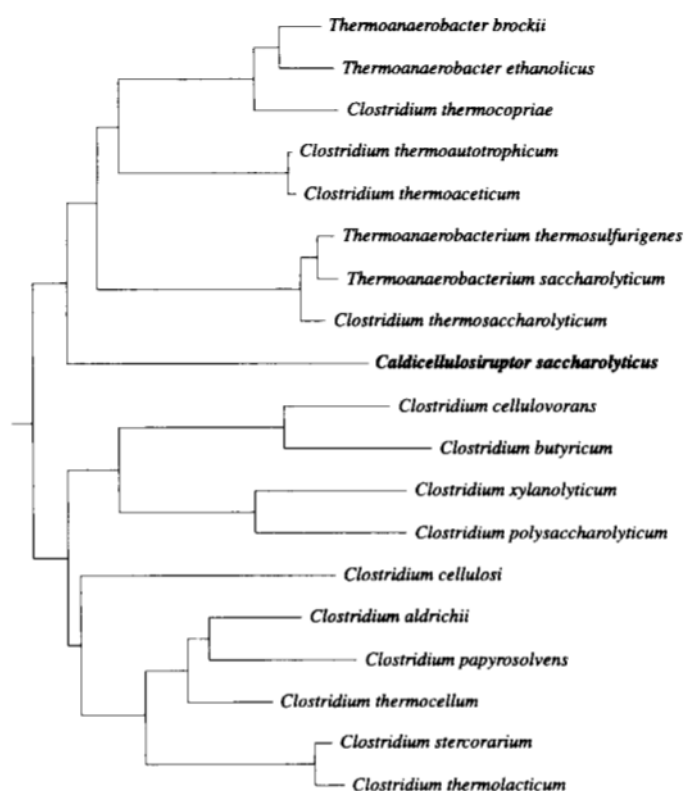 Thermoanaerobacter brockii
Thermoanaerobacter ethanolicus
Clostridium thermocopriae
Clostridium thermoautotrophicum
Clostridium thermoaceticum
Thermoanaerobacterium thermosulfurigenes
Thermoanaerobacterium saccharolyticum
Clostridium thermosaccharolyticum
Caldicellulosiruptor saccharolyticus
Clostridium cellulovorans
Clostridium butyricum
Clostridium xylanolyticum
Clostridium polysaccharolyticum
Clostridium cellulosi
Clostridium aldrichii
Clostridium papyrosolvens
Clostridium thermocellum
Clostridium stercorarium
Clostridium thermolacticum